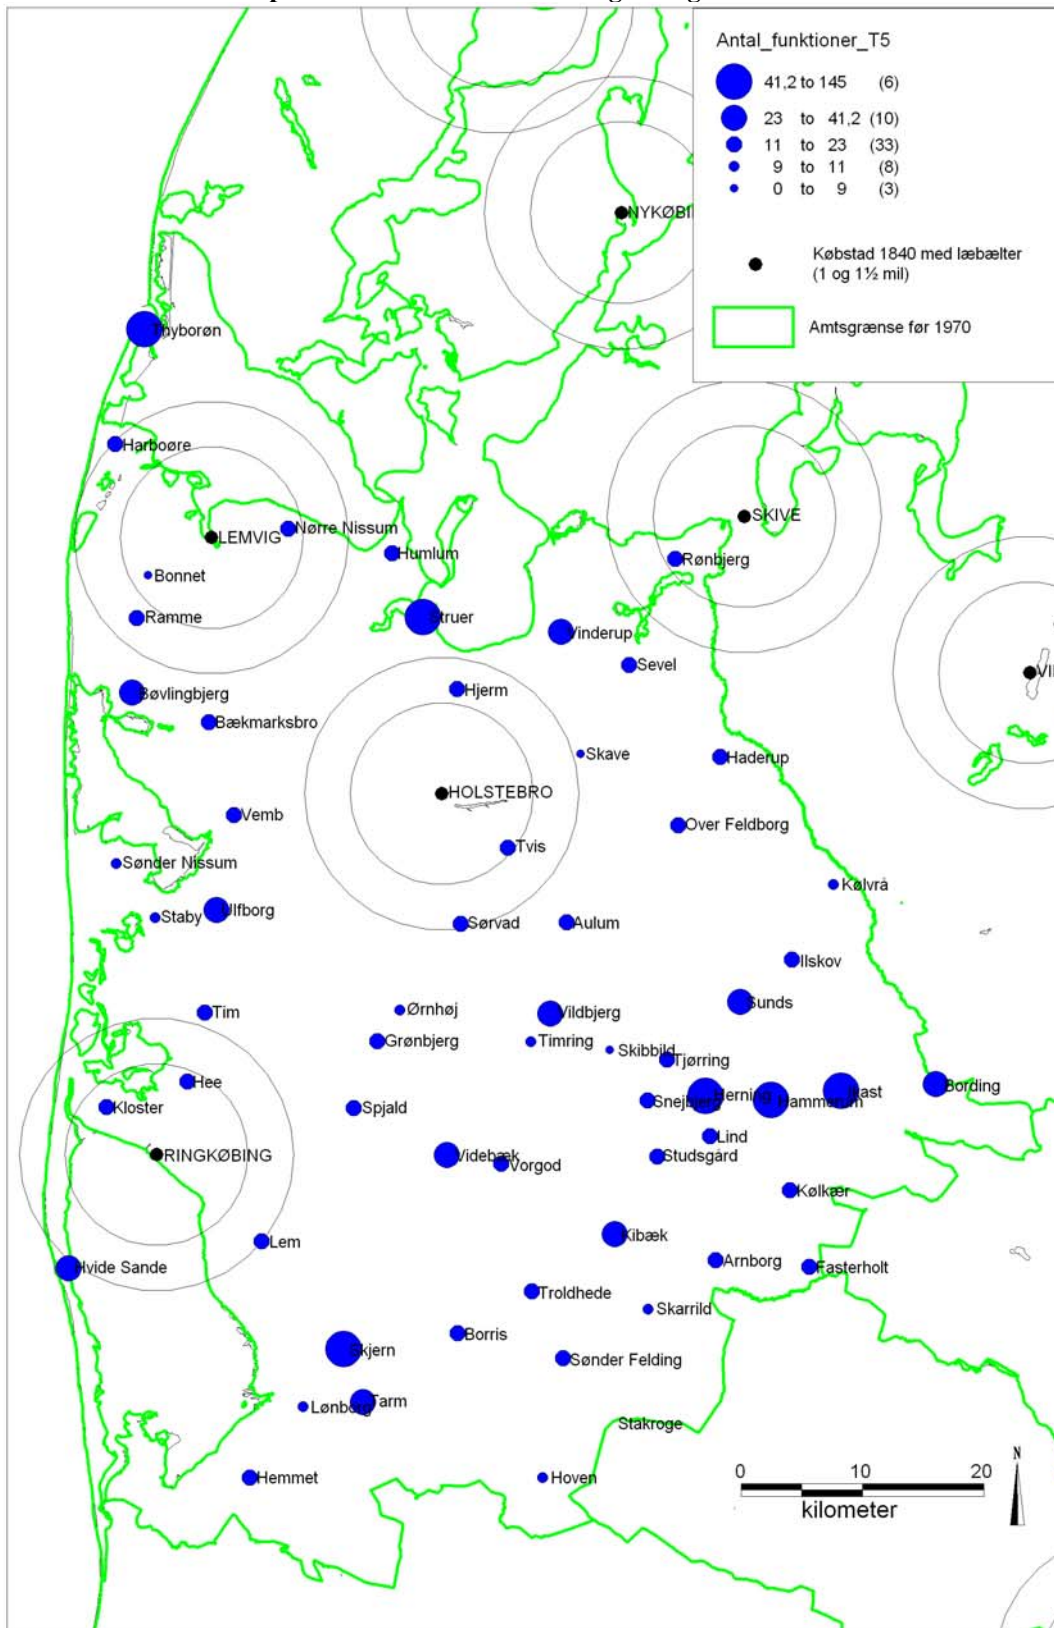 Antal_funktioner_T5
41,2 to 145 (6)
23 to 41,2 (10)
11 to 23 (33)
9 to 11 (8)
0 to 9 (3)
Købstad 1840 med læbælter
(1 og 1½ mil)
Amtsgrænse før 1970
NYKØBI
Thyborøn
Harboøre
SKIVE
Nørre Nissum
LEMVIG
Humlum
Rønbjerg
Bonnet
Ramme
Struer
Vinderup
Sevel
VI
Hjerm
Bøvlingbjerg
Bækmarksbro
Skave
Haderup
HOLSTEBRO
Vemb
Over Feldborg
Tvis
Sønder Nissum
Kølvrå
Ulfborg
Staby
Sørvad
Aulum
Ilskov
Sunds
Ørnhøj
Tim
Vildbjerg
Grønbjerg
Timring
Skibbild
Tjørring
Hee
Bording
Ikast
Herning
Hammerum
Snejbjerg
Kloster
Spjald
Lind
RINGKØBING
Videbæk
Studsgård
Vorgod
Kølkær
Kibæk
Lem
Arnborg
Hvide Sande
Fasterholt
Troldhede
Skarrild
Borris
Skjern
Sønder Felding
Tarm
Lønborg
Stakroge
N
Hemmet
Hoven
0 10 20
kilometer